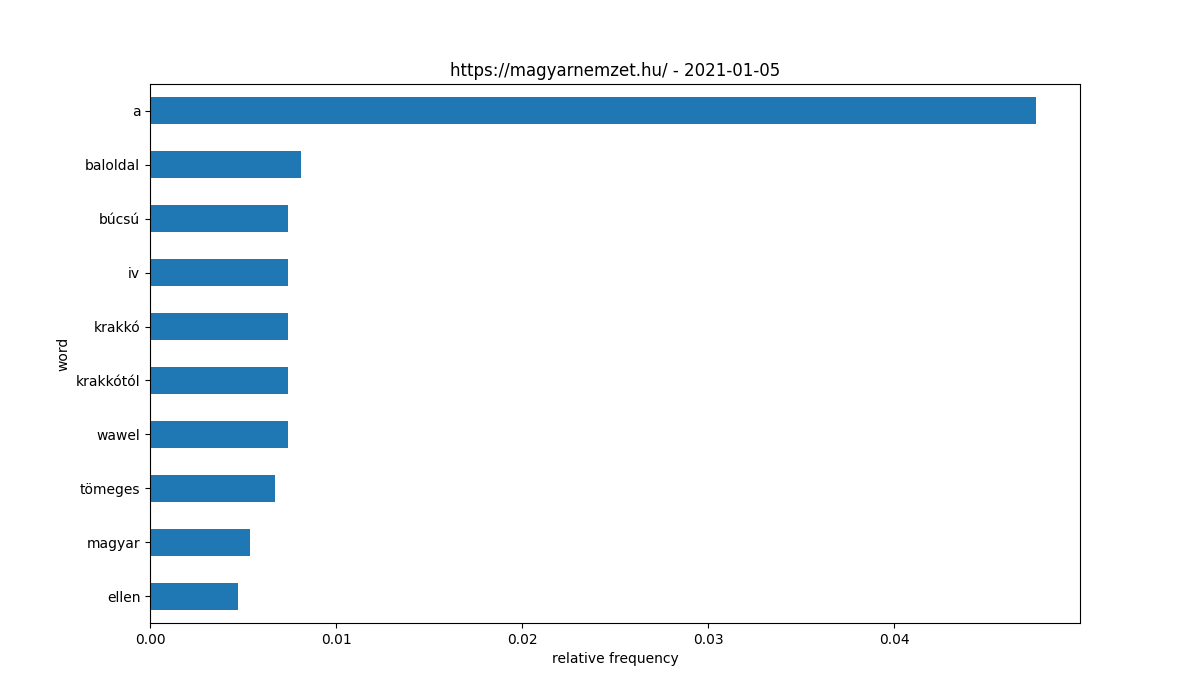 https://magyarnemzet.hu/ - 2021-01-05
a
baloldal
búcsú
iv
krakkó
krakkótól
wawel
tömeges
magyar
ellen
word
0.00 0.01 0.02 0.03 0.04
relative frequency